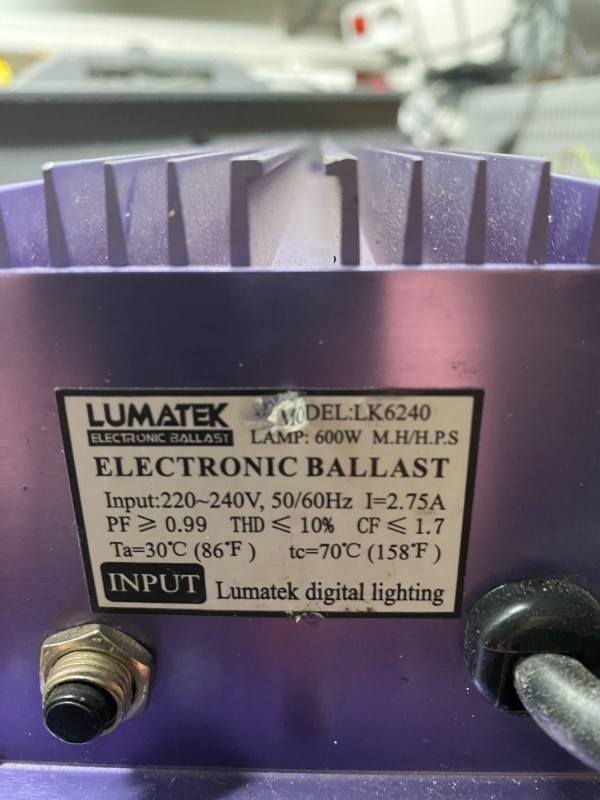 LUMATEK
ELECTRONIC BALLAST
MODEL:LK6240
LAMP: 600W M.H/H.P.S
ELECTRONIC BALLAST
Input:220~240V, 50/60Hz I=2.75A
PF ≥ 0.99 THD ≤ 10% CF ≤ 1.7
Ta=30℃ (86℉ ) tc=70℃ (158℉ )
INPUT Lumatek digital lighting